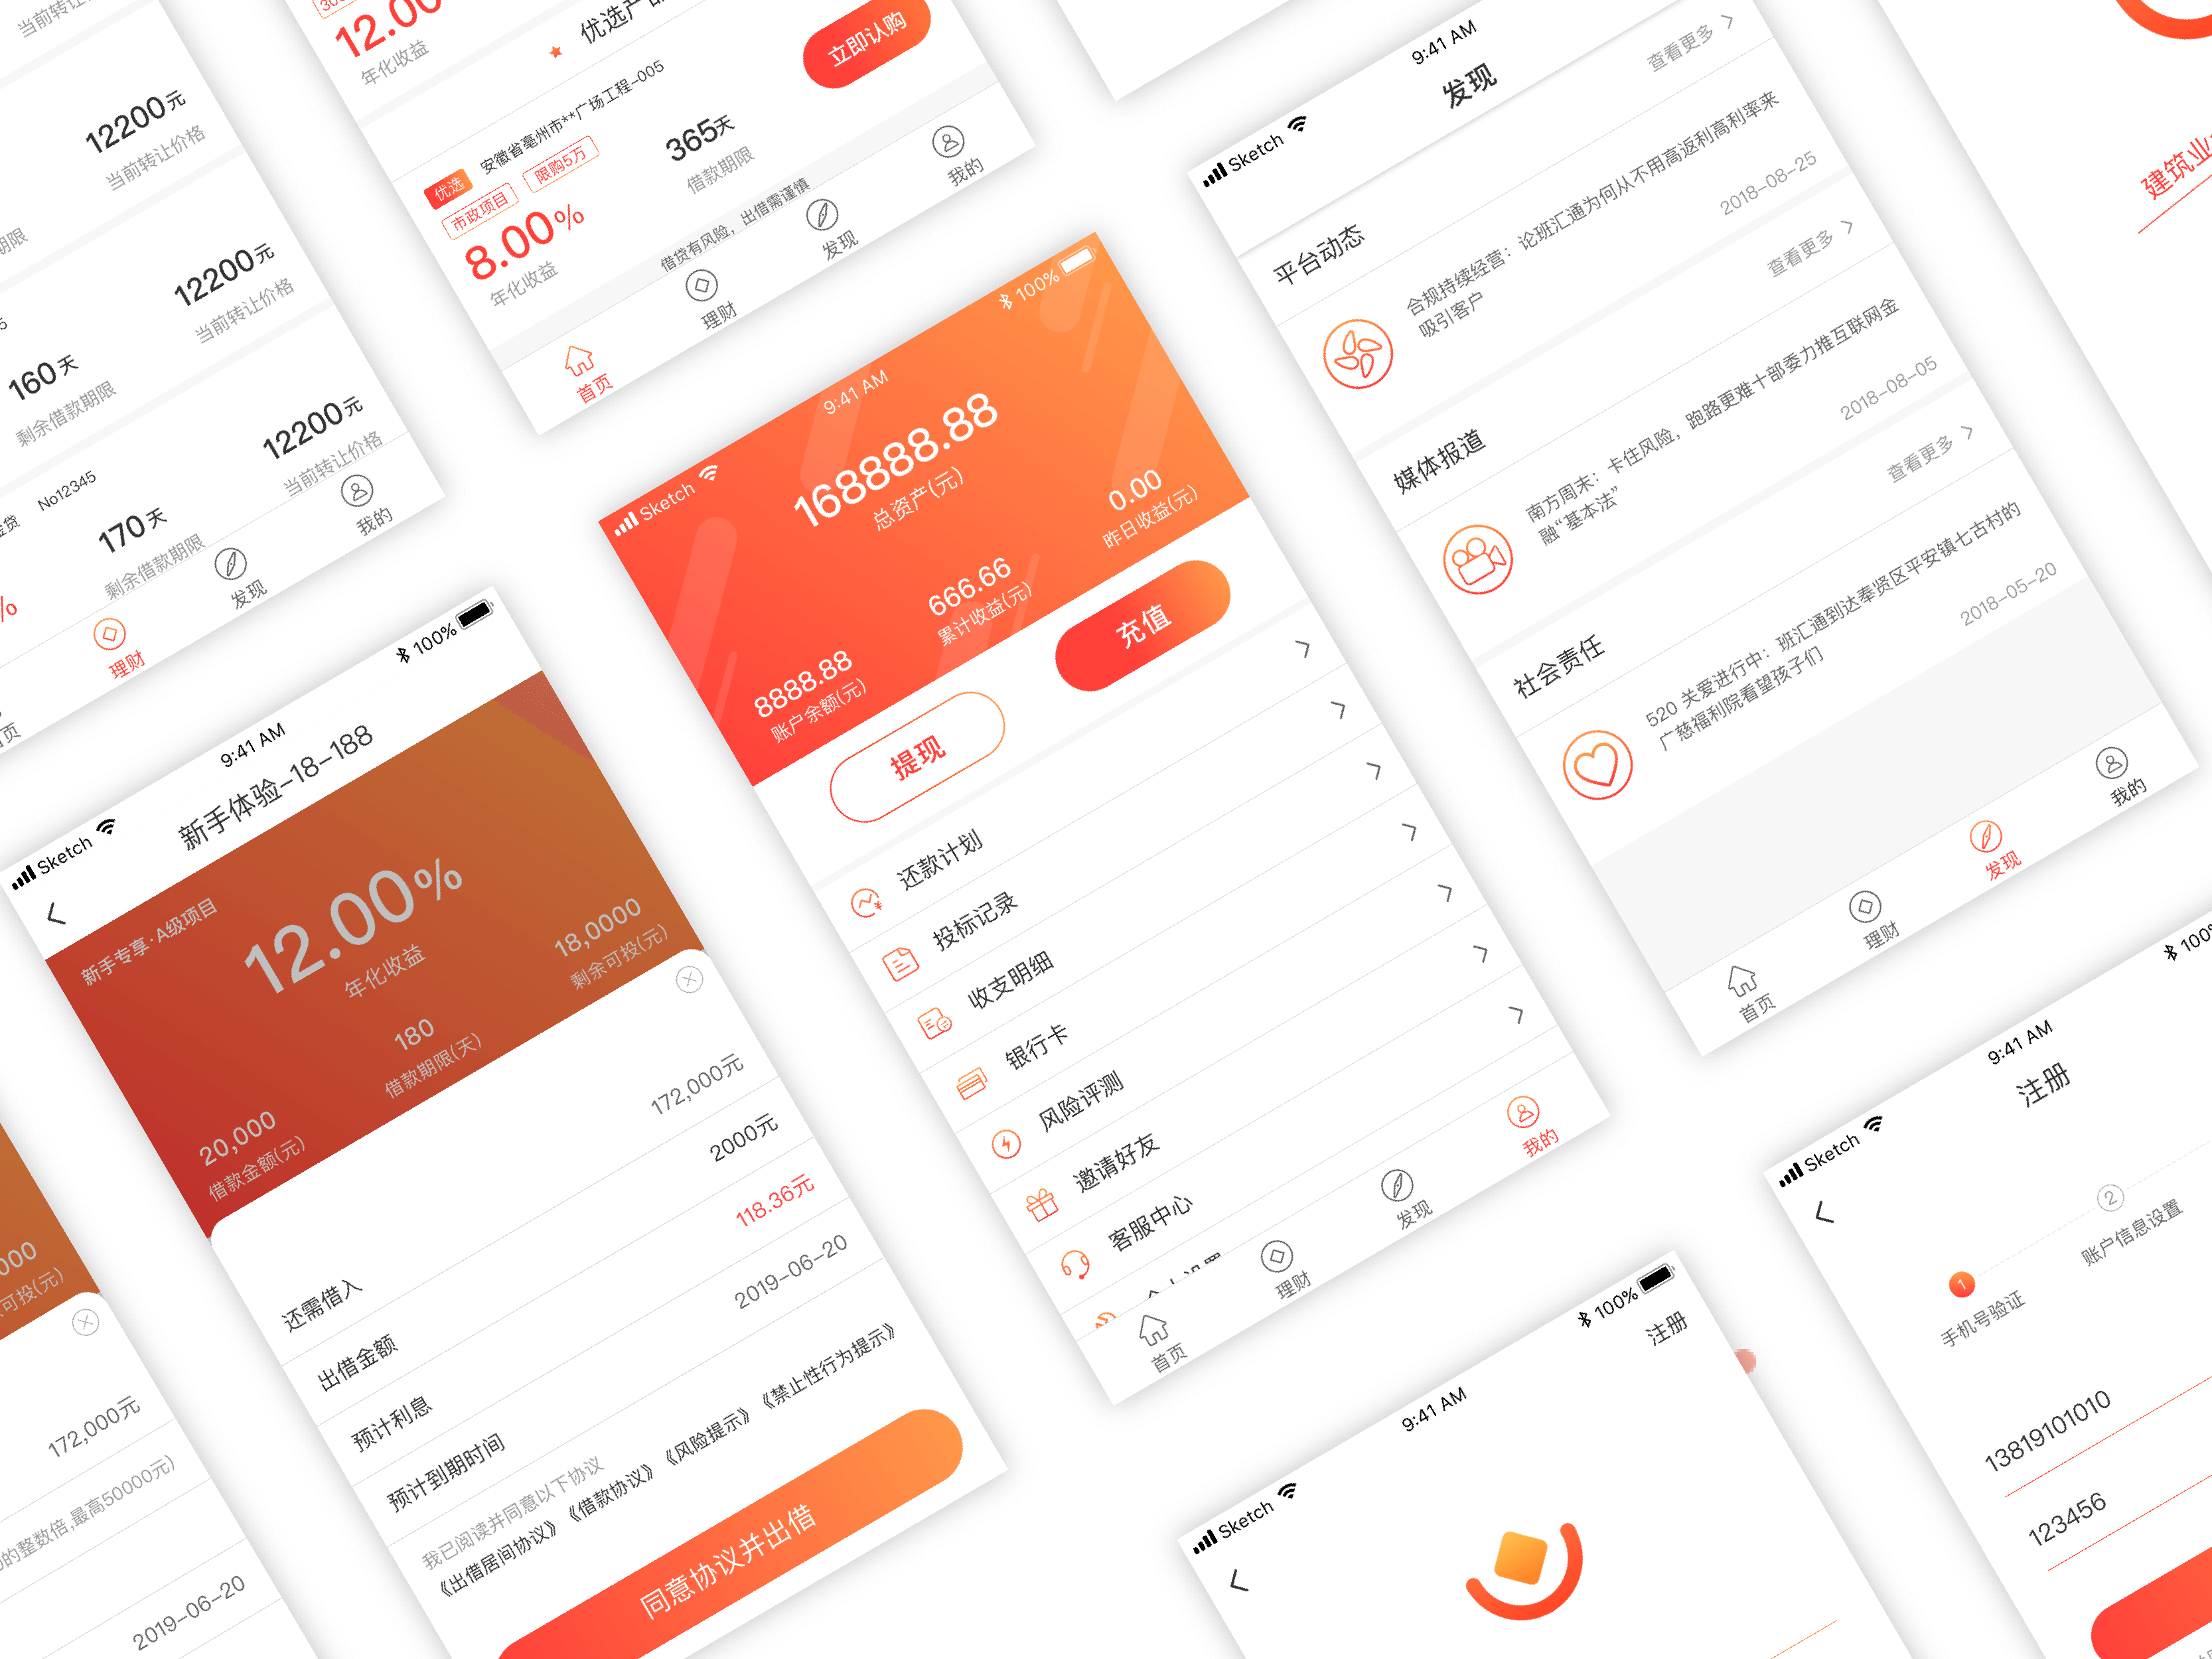 当前转让
12200元
当前转让价格
期限
12200元
当前转让价格
160天
剩余借款期限
12200元
当前转让价格
No12345
170天
剩余借款期限
%
理财
发现
我的
12.00
年化收益
优选产品
立即认购
优选
安徽省亳州市**广场工程-005
市政项目
限购5万
8.00%
年化收益
365天
借款期限
借贷有风险，出借需谨慎
首页
理财
发现
我的
Sketch
9:41 AM
100%
新手体验-18-188
新手专享·A级项目
12.00%
年化收益
20,000
借款金额(元)
180
借款期限(天)
18,0000
剩余可投(元)
还需借入
172,000元
出借金额
2000元
预计利息
118.36元
预计到期时间
2019-06-20
我已阅读并同意以下协议
《出借居间协议》《借款协议》《风险提示》《禁止性行为提示》
同意协议并出借
000
可投(元)
172,000元
的整数倍,最高50000元)
2019-06-20
Sketch
9:41 AM
100%
168888.88
总资产(元)
8888.88
账户余额(元)
666.66
累计收益(元)
0.00
昨日收益(元)
提现
充值
还款计划
投标记录
收支明细
银行卡
风险评测
邀请好友
客服中心
首页
理财
发现
我的
Sketch
9:41 AM
发现
平台动态
查看更多
合规持续经营：论班汇通为何从不用高返利高利率来
吸引客户
2018-08-25
媒体报道
查看更多
南方周末：卡住风险，跑路更难十部委力推互联网金
融“基本法”
2018-08-05
社会责任
查看更多
520 关爱进行中：班汇通到达奉贤区平安镇七古村的
广慈福利院看望孩子们
2018-05-20
首页
理财
发现
我的
建筑业
Sketch
9:41 AM
100%
注册
Sketch
9:41 AM
100%
注册
1
手机号验证
2
账户信息设置
13819101010
123456